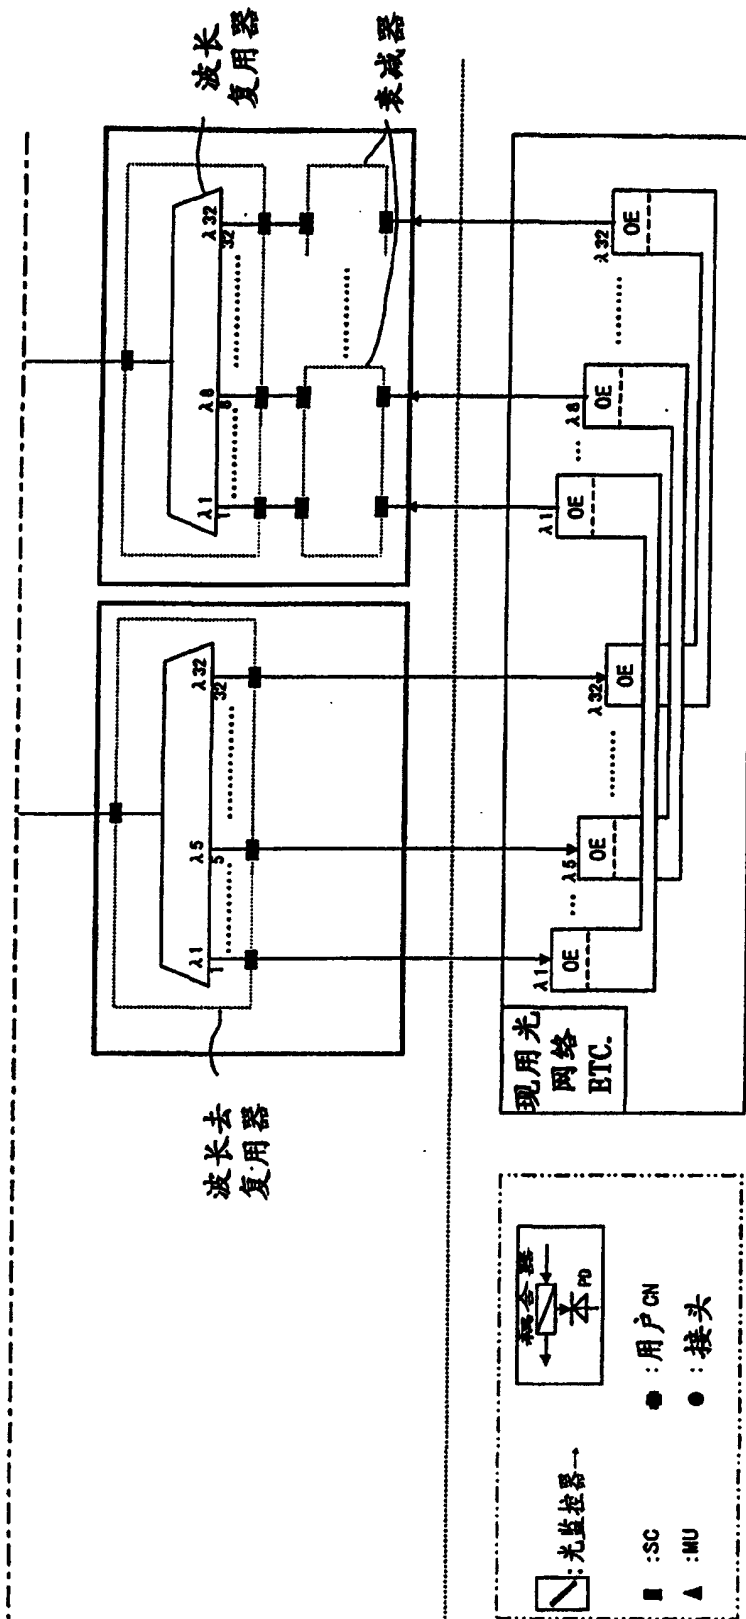 波长
复用器
衰减器
λ1
1
λ8
8
λ32
32
λ1
1
λ5
5
λ32
32
波长去
复用器
λ1
OE
λ5
OE
λ32
OE
λ1
OE
λ8
OE
λ32
OE
现用光
网络
ETC.
:光监控器→
耦合器
PD
:SC
:用户CN
:MU
:接头